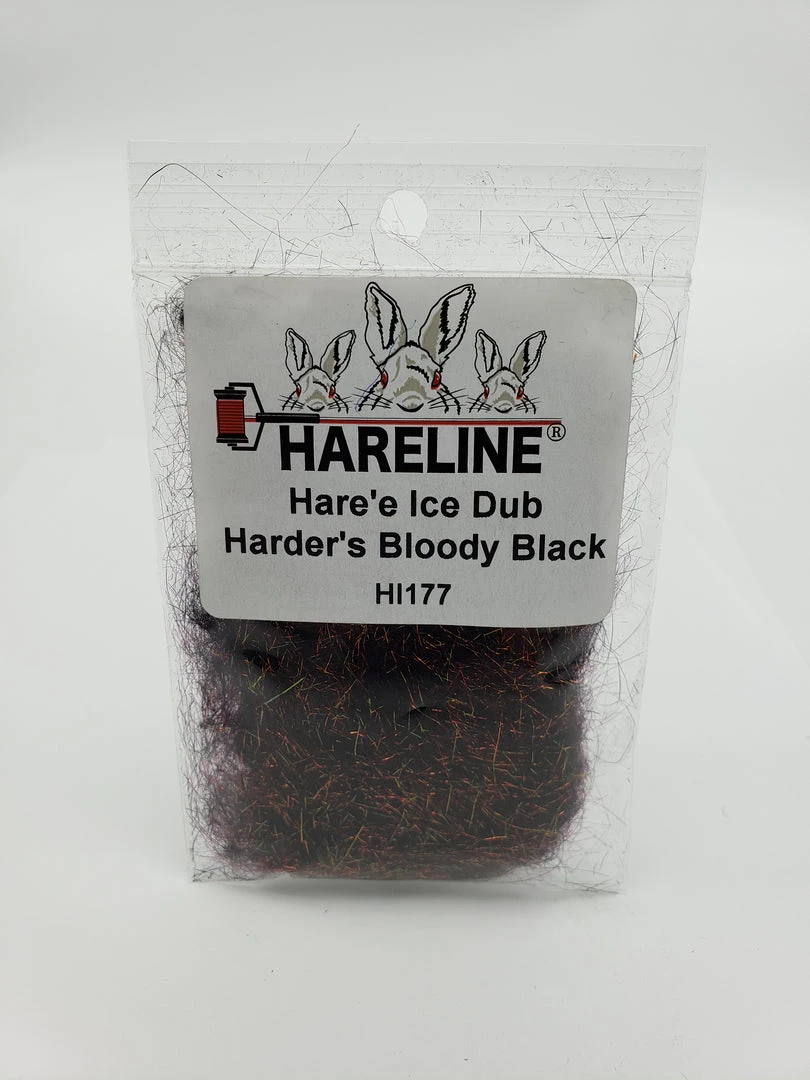 HARELINE®
Hare'e Ice Dub
Harder's Bloody Black
HI177